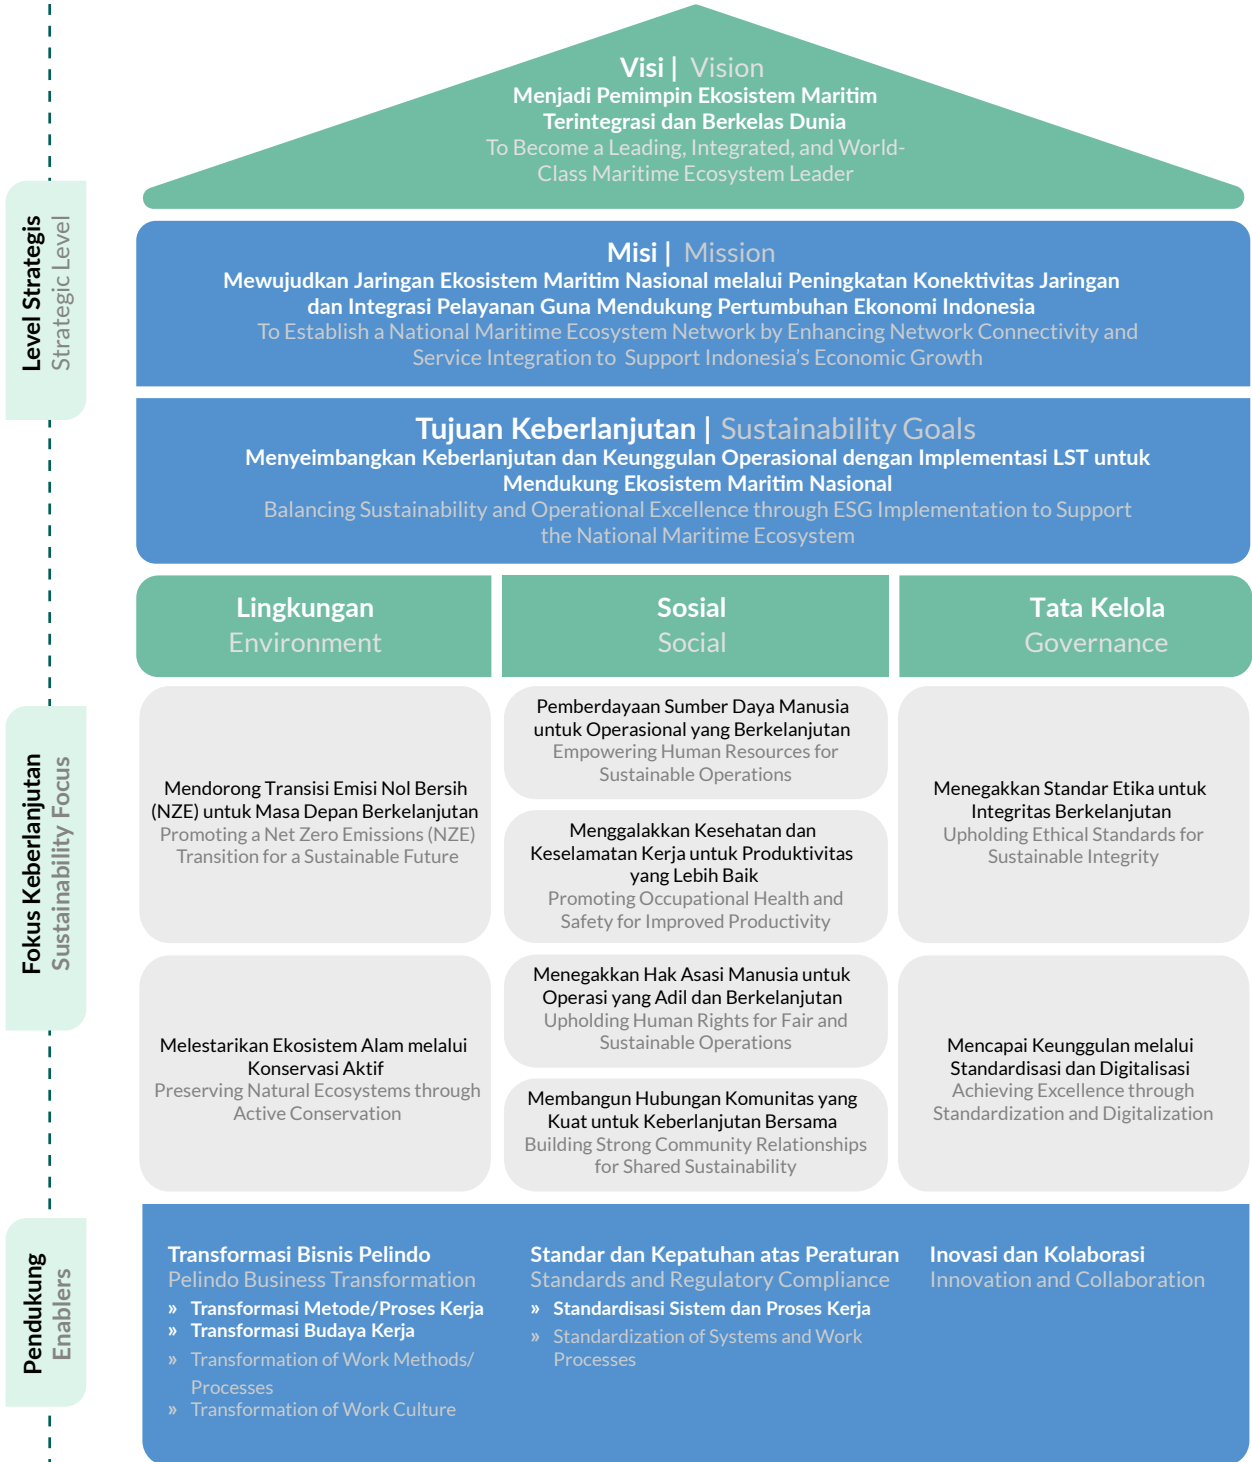 Visi | Vision
Menjadi Pemimpin Ekosistem Maritim
Terintegrasi dan Berkelas Dunia
To Become a Leading, Integrated, and World-
Class Maritime Ecosystem Leader
Level Strategis
Strategic Level
Misi | Mission
Mewujudkan Jaringan Ekosistem Maritim Nasional melalui Peningkatan Konektivitas Jaringan
dan Integrasi Pelayanan Guna Mendukung Pertumbuhan Ekonomi Indonesia
To Establish a National Maritime Ecosystem Network by Enhancing Network Connectivity and
Service Integration to Support Indonesia's Economic Growth
Tujuan Keberlanjutan | Sustainability Goals
Menyeimbangkan Keberlanjutan dan Keunggulan Operasional dengan Implementasi LST untuk
Mendukung Ekosistem Maritim Nasional
Balancing Sustainability and Operational Excellence through ESG Implementation to Support
the National Maritime Ecosystem
Fokus Keberlanjutan
Sustainability Focus
Lingkungan
Environment
Mendorong Transisi Emisi Nol Bersih
(NZE) untuk Masa Depan Berkelanjutan
Promoting a Net Zero Emissions (NZE)
Transition for a Sustainable Future
Melestarikan Ekosistem Alam melalui
Konservasi Aktif
Preserving Natural Ecosystems through
Active Conservation
Sosial
Social
Pemberdayaan Sumber Daya Manusia
untuk Operasional yang Berkelanjutan
Empowering Human Resources for
Sustainable Operations
Menggalakkan Kesehatan dan
Keselamatan Kerja untuk Produktivitas
yang Lebih Baik
Promoting Occupational Health and
Safety for Improved Productivity
Menegakkan Hak Asasi Manusia untuk
Operasi yang Adil dan Berkelanjutan
Upholding Human Rights for Fair and
Sustainable Operations
Membangun Hubungan Komunitas yang
Kuat untuk Keberlanjutan Bersama
Building Strong Community Relationships
for Shared Sustainability
Tata Kelola
Governance
Menegakkan Standar Etika untuk
Integritas Berkelanjutan
Upholding Ethical Standards for
Sustainable Integrity
Mencapai Keunggulan melalui
Standardisasi dan Digitalisasi
Achieving Excellence through
Standardization and Digitalization
Pendukung
Enablers
Transformasi Bisnis Pelindo
Pelindo Business Transformation
» Transformasi Metode/Proses Kerja
» Transformasi Budaya Kerja
» Transformation of Work Methods/
Processes
» Transformation of Work Culture
Standar dan Kepatuhan atas Peraturan
Standards and Regulatory Compliance
» Standardisasi Sistem dan Proses Kerja
» Standardization of Systems and Work
Processes
Inovasi dan Kolaborasi
Innovation and Collaboration